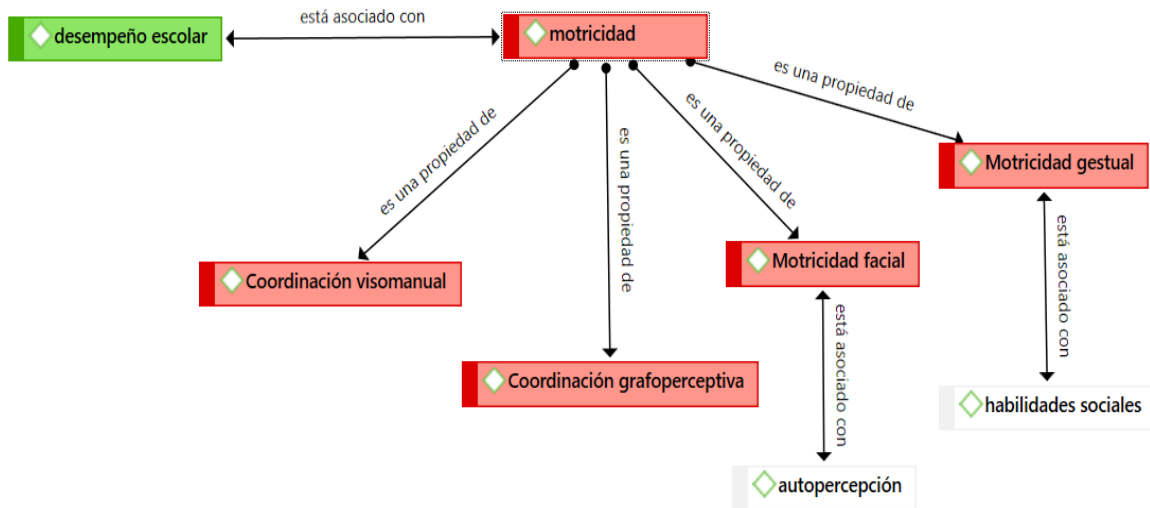 está asociado con
desempeño escolar
motricidad
es una propiedad de
es una propiedad de
es una propiedad de
es una propiedad de
Motricidad gestual
Motricidad facial
Coordinación visomanual
está asociado con
está asociado con
Coordinación grafoperceptiva
habilidades sociales
autopercepción